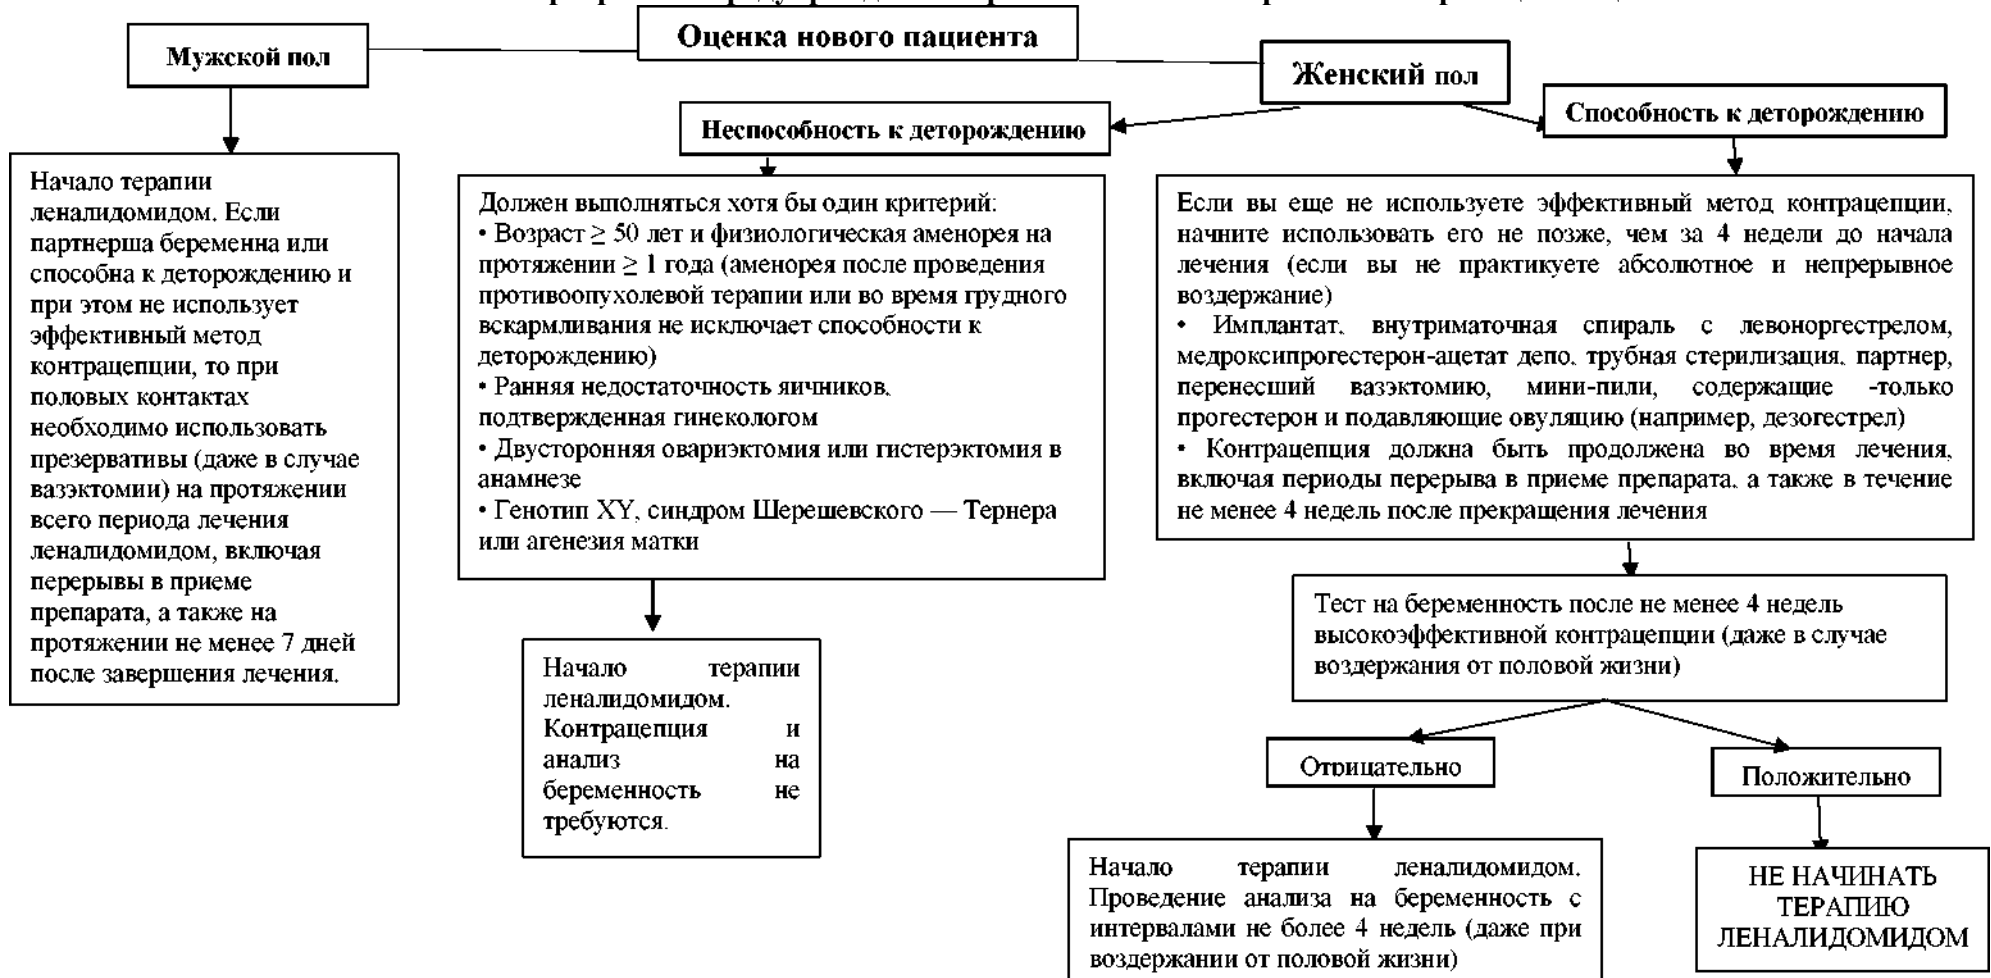 Оценка нового пациента
Мужской пол
Женский пол
Неспособность к деторождению
Способность к деторождению
Начало терапии
леналидомидом. Если
партнерша беременна или
способна к деторождению и
при этом не использует
эффективный метод
контрацепции, то при
половых контактах
необходимо использовать
презервативы (даже в случае
вазэктомии) на протяжении
всего периода лечения
леналидомидом, включая
перерывы в приеме
препарата, а также на
протяжении не менее 7 дней
после завершения лечения.
Должен выполняться хотя бы один критерий:
• Возраст ≥ 50 лет и физиологическая аменорея на
протяжении ≥ 1 года (аменорея после проведения
противоопухолевой терапии или во время грудного
вскармливания не исключает способности к
деторождению)
• Ранняя недостаточность яичников,
подтвержденная гинекологом
• Двусторонняя овариэктомия или гистерэктомия в
анамнезе
• Генотип XY, синдром Шерешевского — Тернера
или агенезия матки
Начало терапии
леналидомидом.
Контрацепция и
анализ на
беременность не
требуются.
Если вы еще не используете эффективный метод контрацепции,
начните использовать его не позже, чем за 4 недели до начала
лечения (если вы не практикуете абсолютное и непрерывное
воздержание)
• Имплантат, внутриматочная спираль с левоноргестрелом,
медроксипрогестерон-ацетат депо, трубная стерилизация, партнер,
перенесший вазэктомию, мини-пили, содержащие -только
прогестерон и подавляющие овуляцию (например, дезогестрел)
• Контрацепция должна быть продолжена во время лечения,
включая периоды перерыва в приеме препарата, а также в течение
не менее 4 недель после прекращения лечения
Тест на беременность после не менее 4 недель
высокоэффективной контрацепции (даже в случае
воздержания от половой жизни)
Отрицательно
Положительно
Начало терапии леналидомидом.
Проведение анализа на беременность с
интервалами не более 4 недель (даже при
воздержании от половой жизни)
НЕ НАЧИНАТЬ
ТЕРАПИЮ
ЛЕНАЛИДОМИДОМ